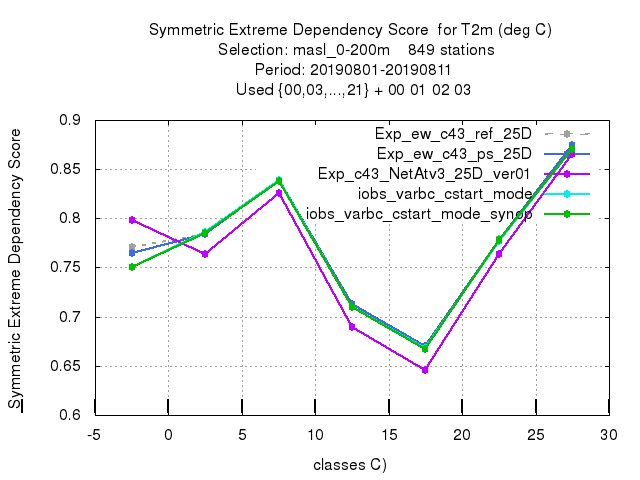 Symmetric Extreme Dependency Score for T2m (deg C)
Selection: masl_0-200m 849 stations
Period: 20190801-20190811
Used {00,03,...,21} + 00 01 02 03
Symmetric Extreme Dependency Score
0.9
0.85
0.8
0.75
0.7
0.65
0.6
Exp_ew_c43_ref_25D
Exp_ew_c43_ps_25D
Exp_c43_NetAtv3_25D_ver01
iobs_varbc_cstart_mode
iobs_varbc_cstart_mode_synop
-5 0 5 10 15 20 25 30
classes C)